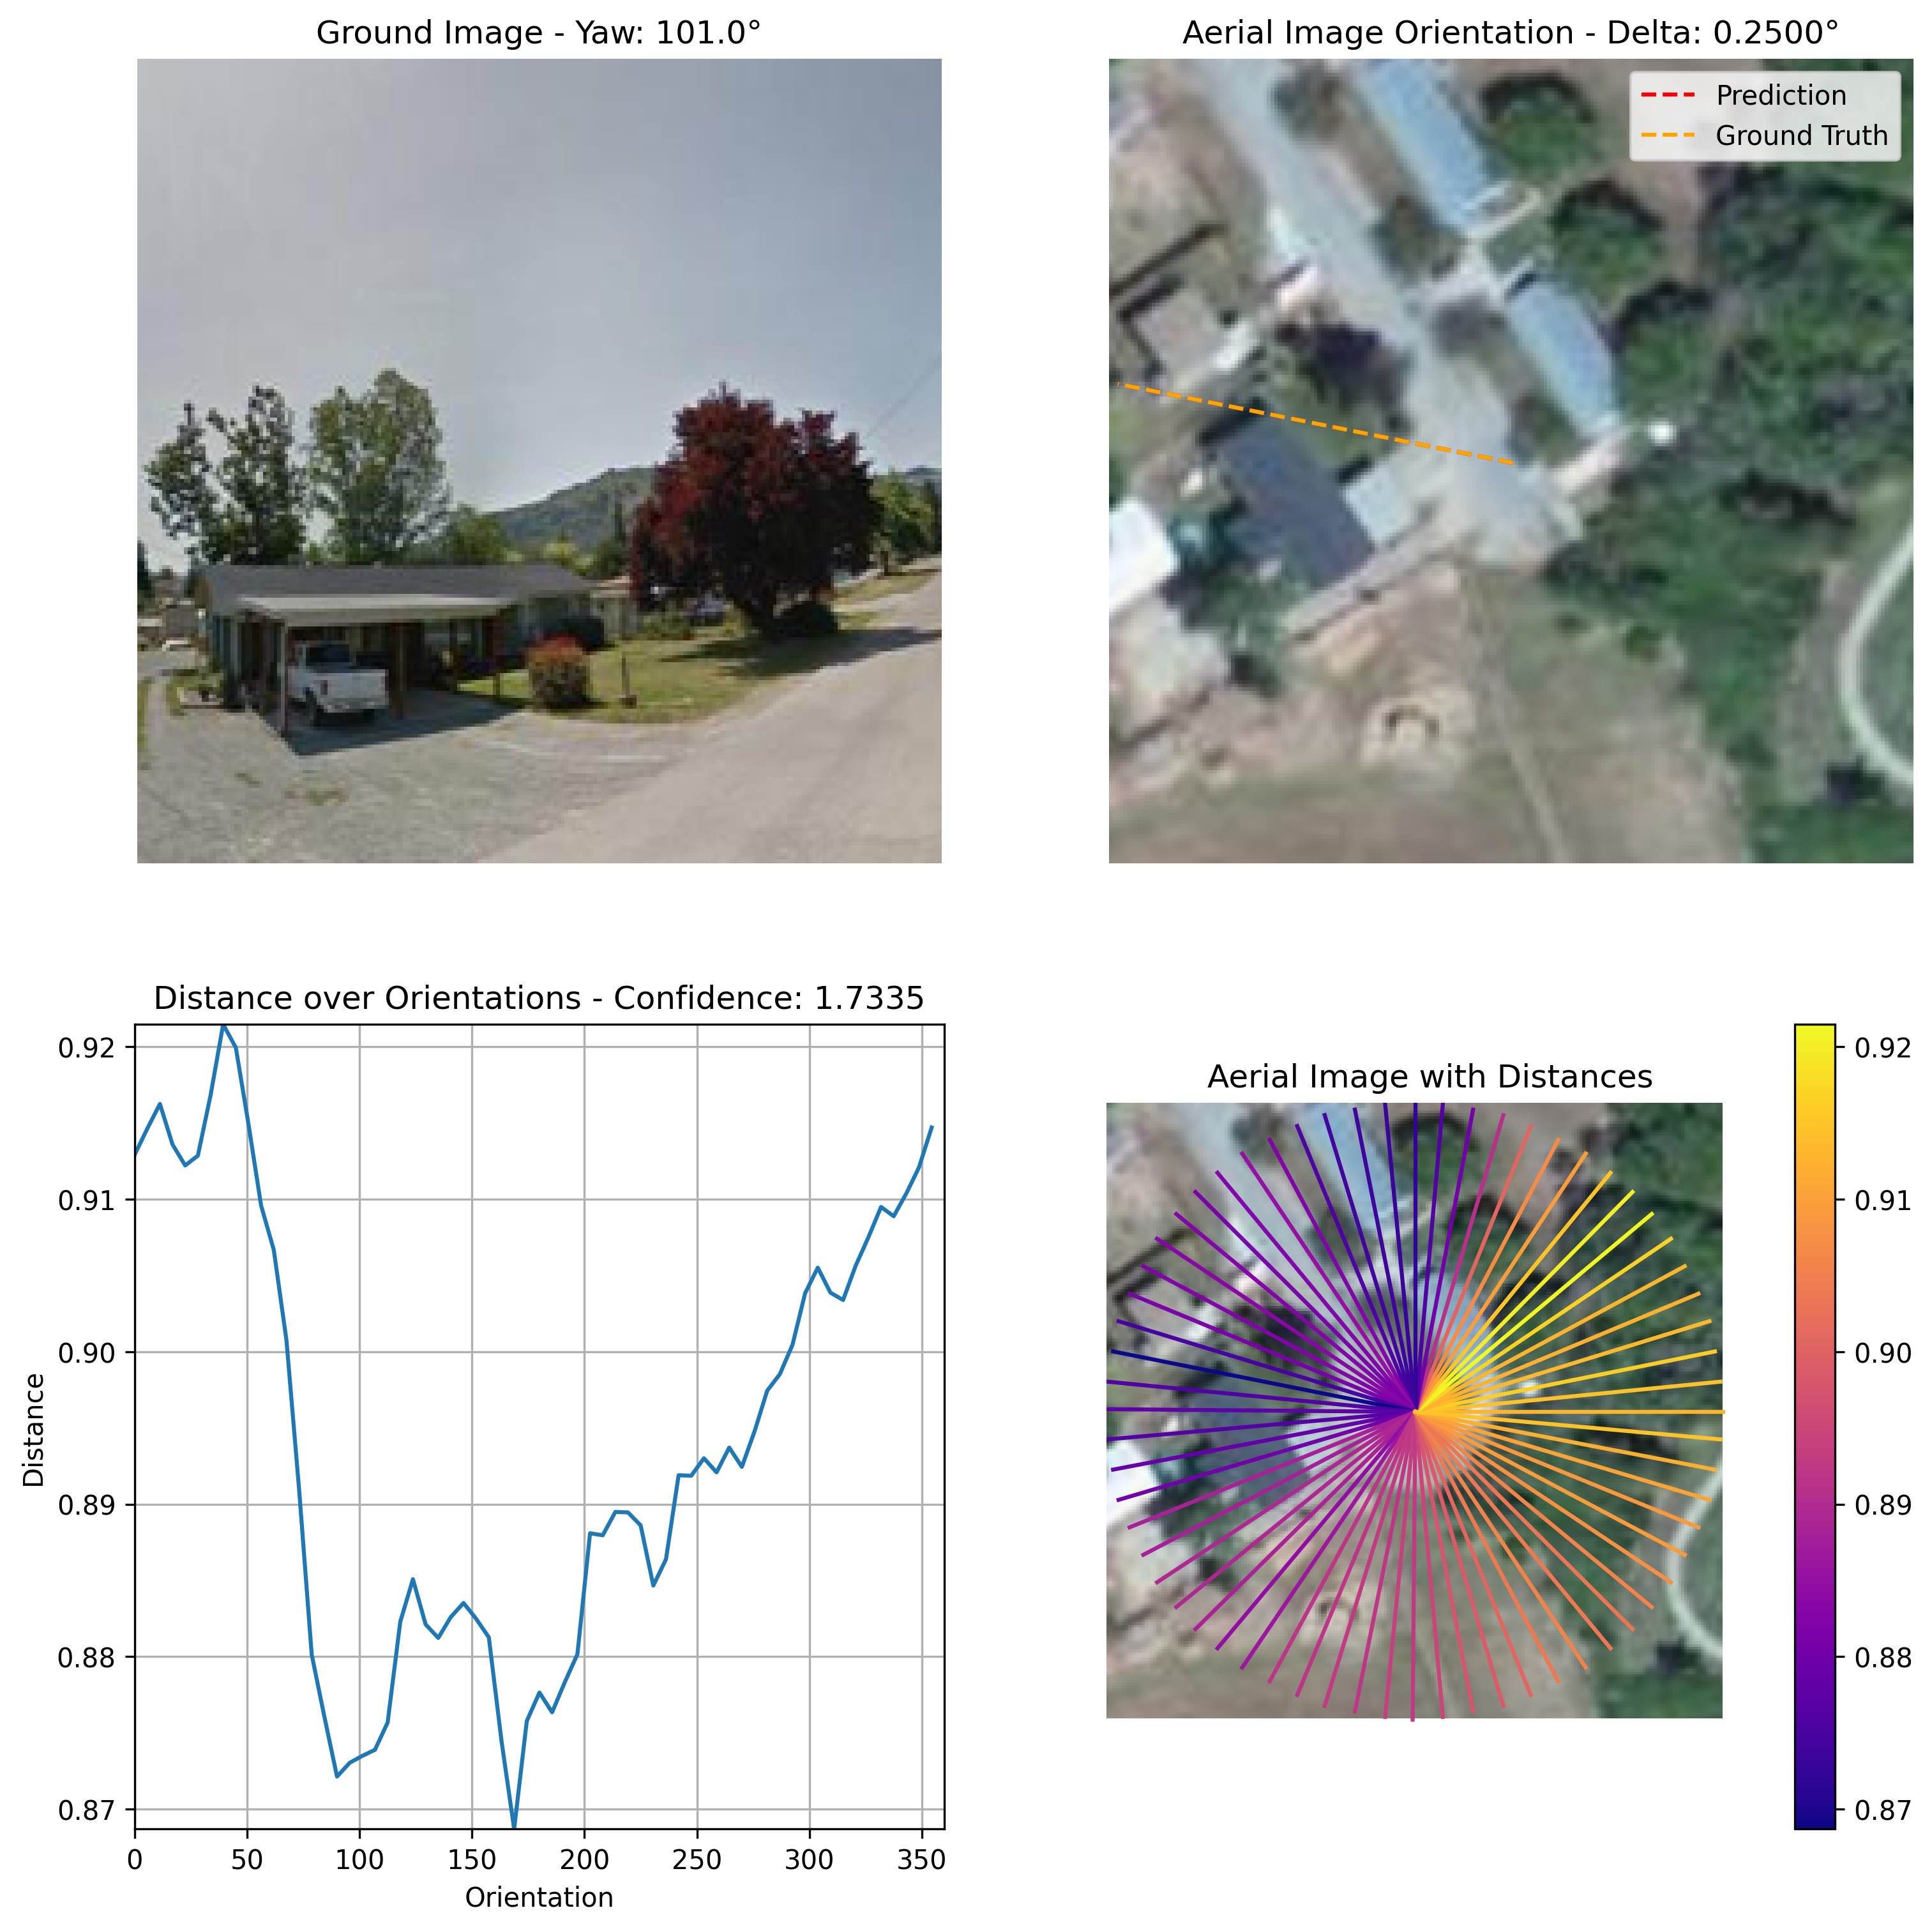 Ground Image - Yaw: 101.0°
Aerial Image Orientation - Delta: 0.2500°
Prediction
Ground Truth
Distance over Orientations - Confidence: 1.7335
0.92
0.91
0.90
0.89
0.88
0.87
Distance
0 50 100 150 200 250 300 350
Orientation
Aerial Image with Distances
0.92
0.91
0.90
0.89
0.88
0.87